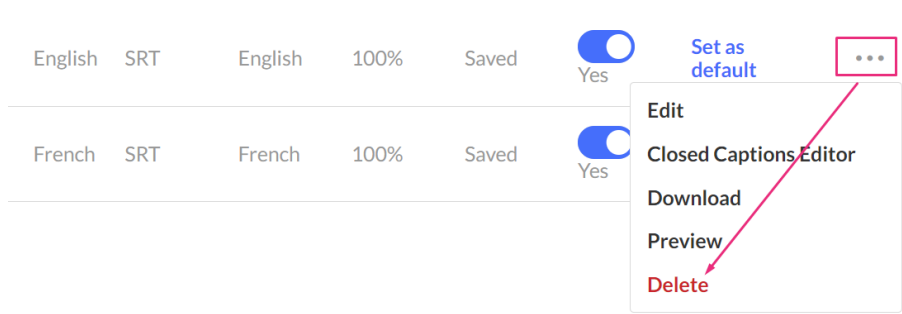 English SRT English 100% Saved Yes Set as
default
Edit
French SRT French 100% Saved Yes Closed Captions Editor
Download
Preview
Delete